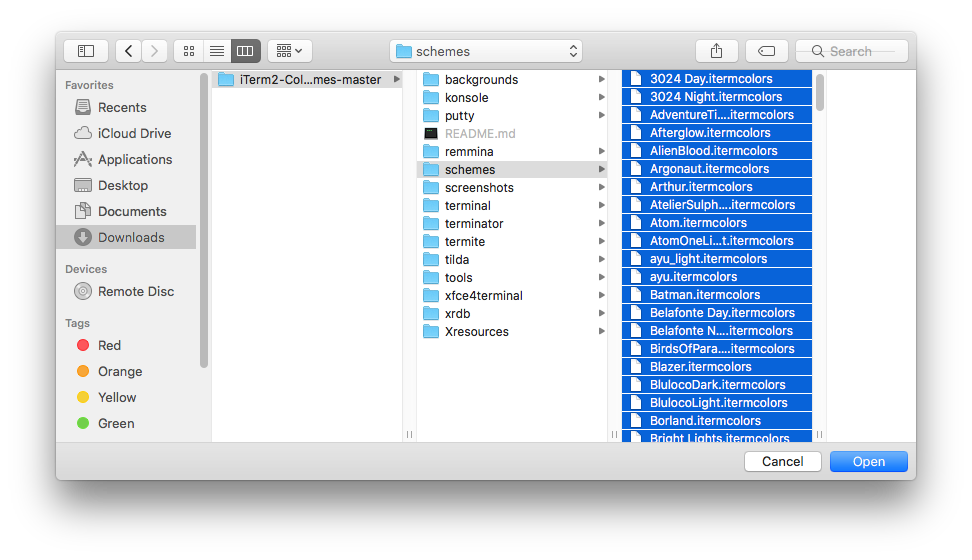 schemes
Search
Favorites
Recents
iCloud Drive
Applications
Desktop
Documents
Downloads
Devices
Remote Disc
Tags
Red
Orange
Yellow
Green
iTerm2-Col...mes-master
backgrounds
konsole
putty
README.md
remmina
schemes
screenshots
terminal
terminator
termite
tilda
tools
xfce4terminal
xrdb
Xresources
3024 Day.itermcolors
3024 Night.itermcolors
AdventureTi....itermcolors
Afterglow.itermcolors
AlienBlood.itermcolors
Argonaut.itermcolors
Arthur.itermcolors
AtelierSulph....itermcolors
Atom.itermcolors
AtomOneLi...t.itermcolors
ayu_light.itermcolors
ayu.itermcolors
Batman.itermcolors
Belafonte Day.itermcolors
Belafonte N....itermcolors
BirdsOfPara....itermcolors
Blazer.itermcolors
BlulocoDark.itermcolors
BlulocoLight.itermcolors
Borland.itermcolors
Bright Lights.itermcolors
Cancel
Open